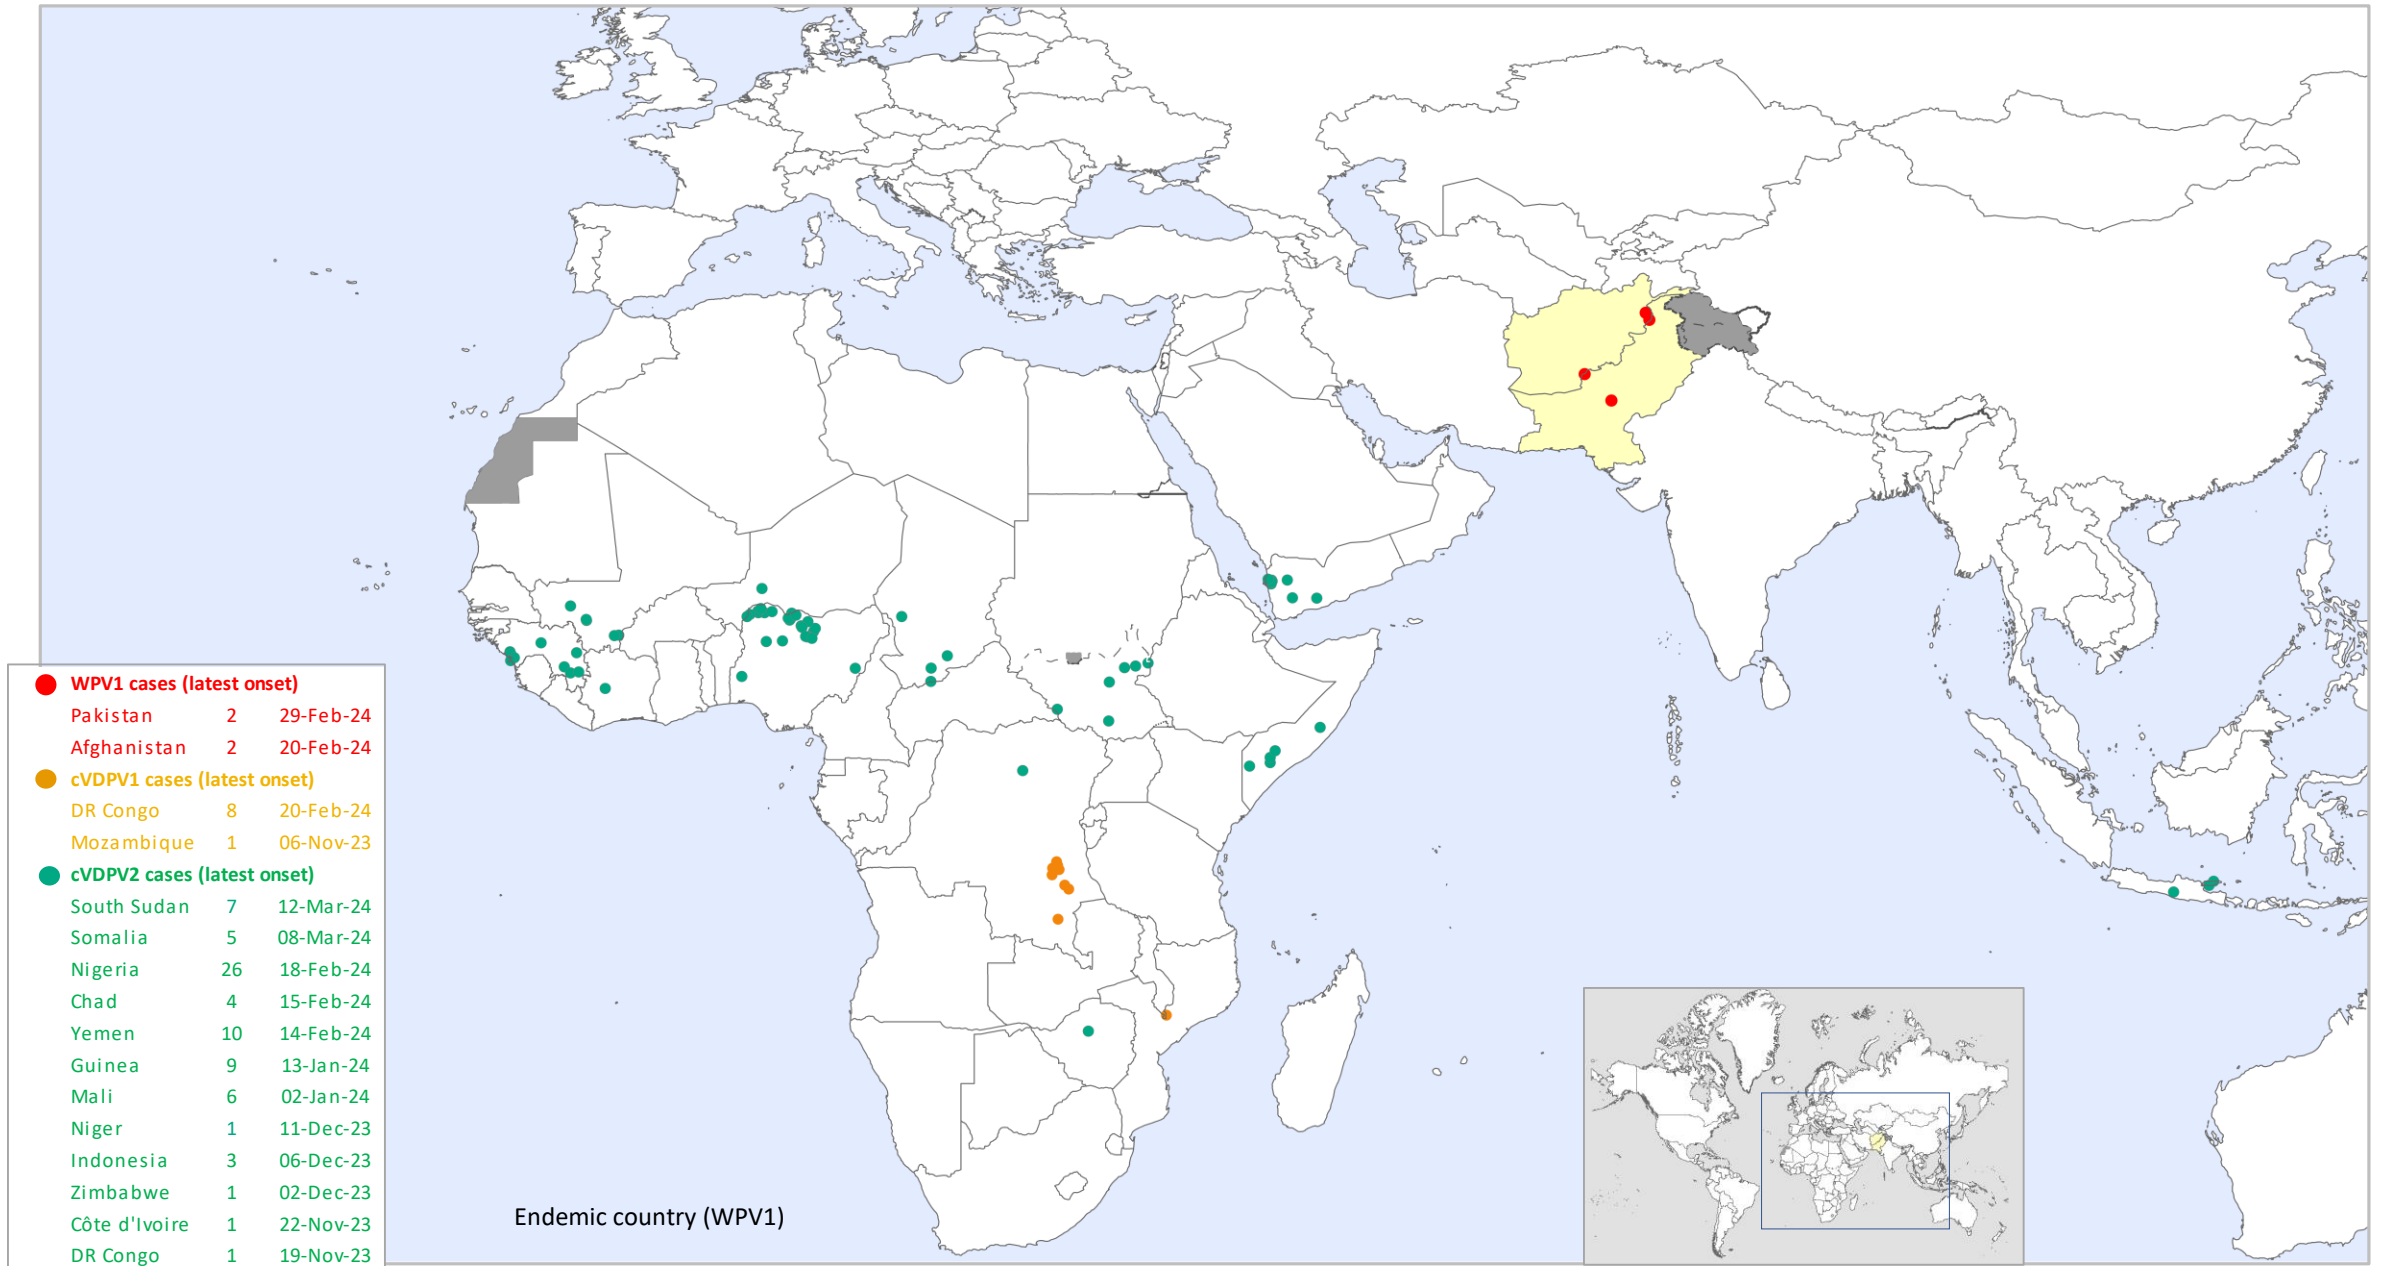 WPV1 cases (latest onset)
Pakistan 2 29-Feb-24
Afghanistan 2 20-Feb-24
cVDPV1 cases (latest onset)
DR Congo 8 20-Feb-24
Mozambique 1 06-Nov-23
cVDPV2 cases (latest onset)
South Sudan 7 12-Mar-24
Somalia 5 08-Mar-24
Nigeria 26 18-Feb-24
Chad 4 15-Feb-24
Yemen 10 14-Feb-24
Guinea 9 13-Jan-24
Mali 6 02-Jan-24
Niger 1 11-Dec-23
Indonesia 3 06-Dec-23
Zimbabwe 1 02-Dec-23
Côte d'Ivoire 1 22-Nov-23
DR Congo 1 19-Nov-23
Endemic country (WPV1)